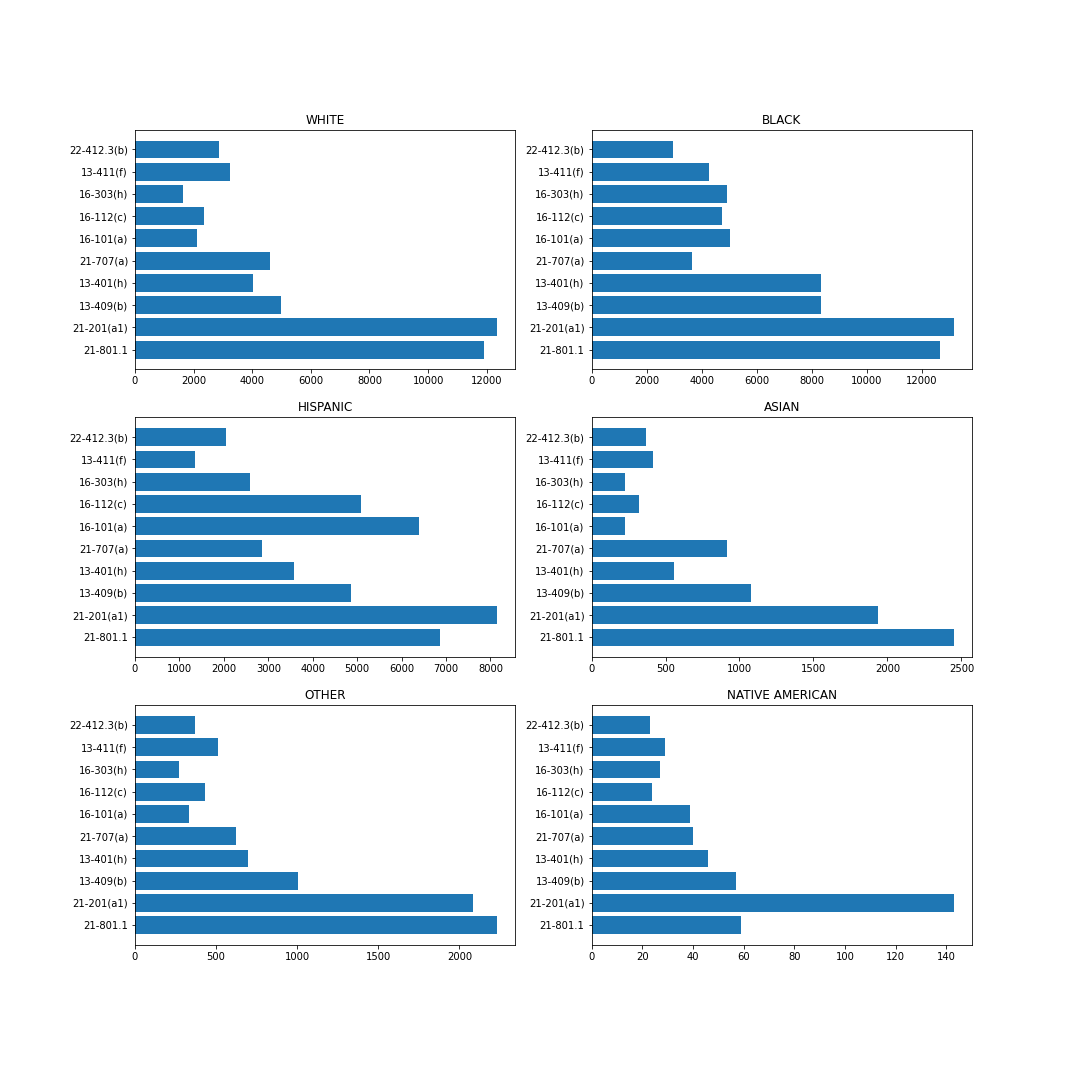 WHITE
22-412.3(b)
13-411(f)
16-303(h)
16-112(c)
16-101(a)
21-707(a)
13-401(h)
13-409(b)
21-201(a1)
21-801.1
0 2000 4000 6000 8000 10000 12000
BLACK
22-412.3(b)
13-411(f)
16-303(h)
16-112(c)
16-101(a)
21-707(a)
13-401(h)
13-409(b)
21-201(a1)
21-801.1
0 2000 4000 6000 8000 10000 12000
HISPANIC
22-412.3(b)
13-411(f)
16-303(h)
16-112(c)
16-101(a)
21-707(a)
13-401(h)
13-409(b)
21-201(a1)
21-801.1
0 1000 2000 3000 4000 5000 6000 7000 8000
ASIAN
22-412.3(b)
13-411(f)
16-303(h)
16-112(c)
16-101(a)
21-707(a)
13-401(h)
13-409(b)
21-201(a1)
21-801.1
0 500 1000 1500 2000 2500
OTHER
22-412.3(b)
13-411(f)
16-303(h)
16-112(c)
16-101(a)
21-707(a)
13-401(h)
13-409(b)
21-201(a1)
21-801.1
0 500 1000 1500 2000
NATIVE AMERICAN
22-412.3(b)
13-411(f)
16-303(h)
16-112(c)
16-101(a)
21-707(a)
13-401(h)
13-409(b)
21-201(a1)
21-801.1
0 20 40 60 80 100 120 140